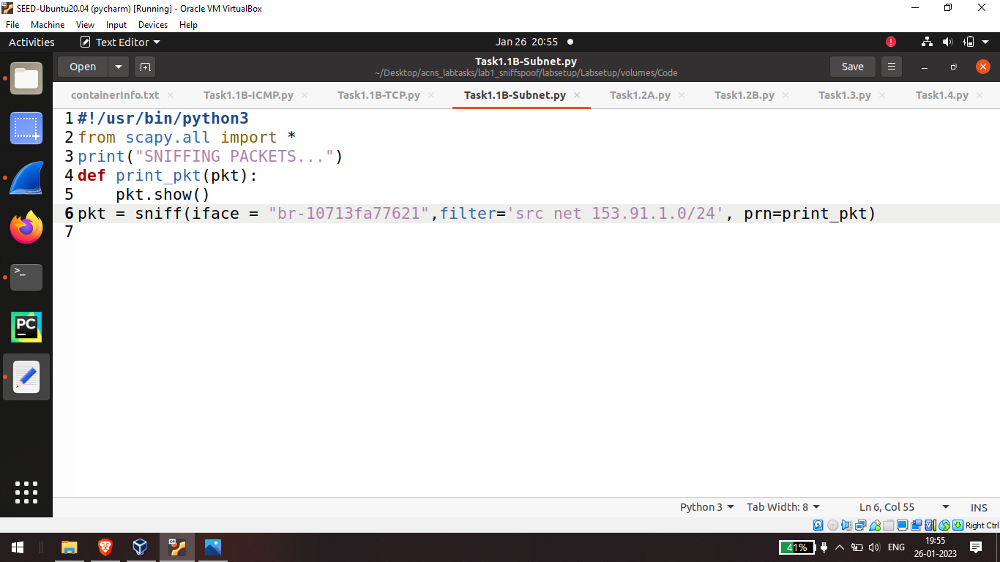 SEED-Ubuntu20.04 (pycharm) [Running] - Oracle VM VirtualBox
File Machine View Input Devices Help
Activities Text Editor Jan 26 20:55
Open Task1.1B-Subnet.py Save
~/Desktop/acns_labtasks/lab1_sniffspoof/labsetup/Labsetup/volumes/Code
containerInfo.txt Task1.1B-ICMP.py Task1.1B-TCP.py Task1.1B-Subnet.py Task1.2A.py Task1.2B.py Task1.3.py Task1.4.py
1 #!/usr/bin/python3
2 from scapy.all import *
3 print("SNIFFING PACKETS...")
4 def print_pkt(pkt):
5     pkt.show()
6 pkt = sniff(iface = "br-10713fa77621",filter='src net 153.91.1.0/24', prn=print_pkt)
7
>_
PC
Python 3 Tab Width: 8 Ln 6, Col 55 INS
Right Ctrl
64
41% ENG 19:55
26-01-2023